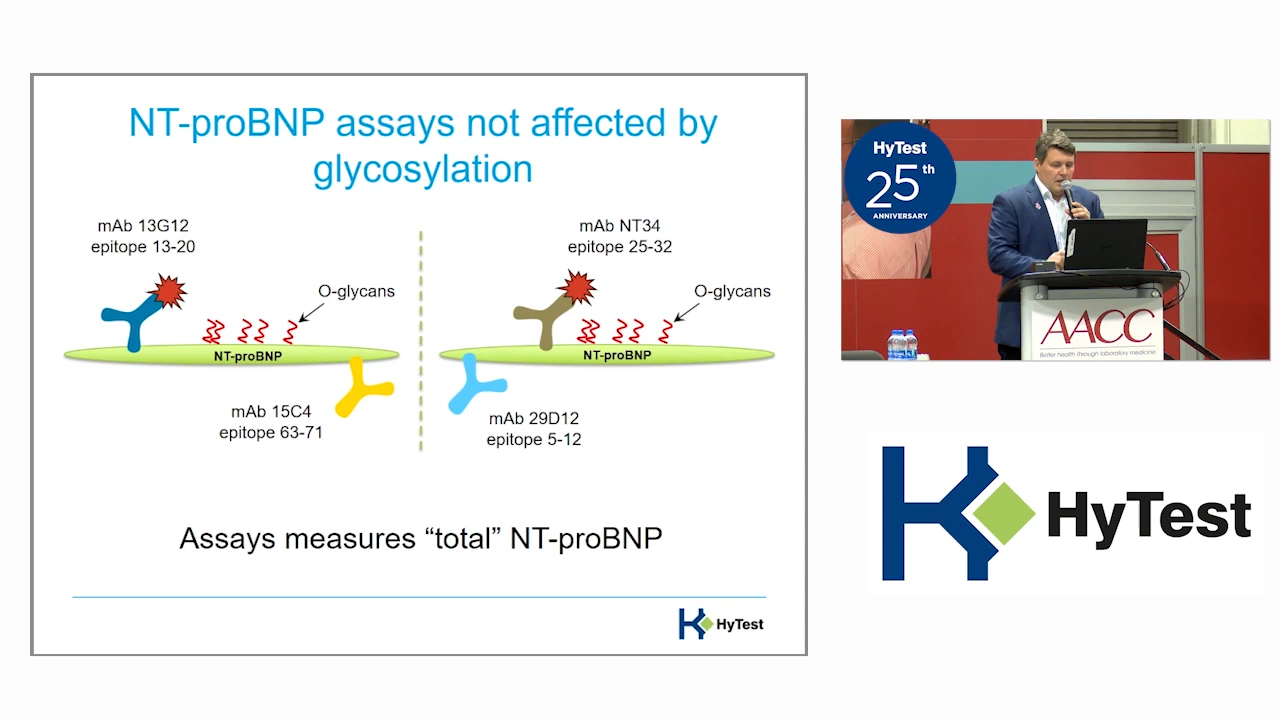 NT-proBNP assays not affected by
glycosylation
mAb 13G12
epitope 13-20
O-glycans
NT-proBNP
mAb 15C4
epitope 63-71
mAb NT34
epitope 25-32
O-glycans
NT-proBNP
mAb 29D12
epitope 5-12
Assays measures “total” NT-proBNP
HyTest
HyTest
25th
ANNIVERSARY
AACC
Better health through laboratory medicine.
HyTest